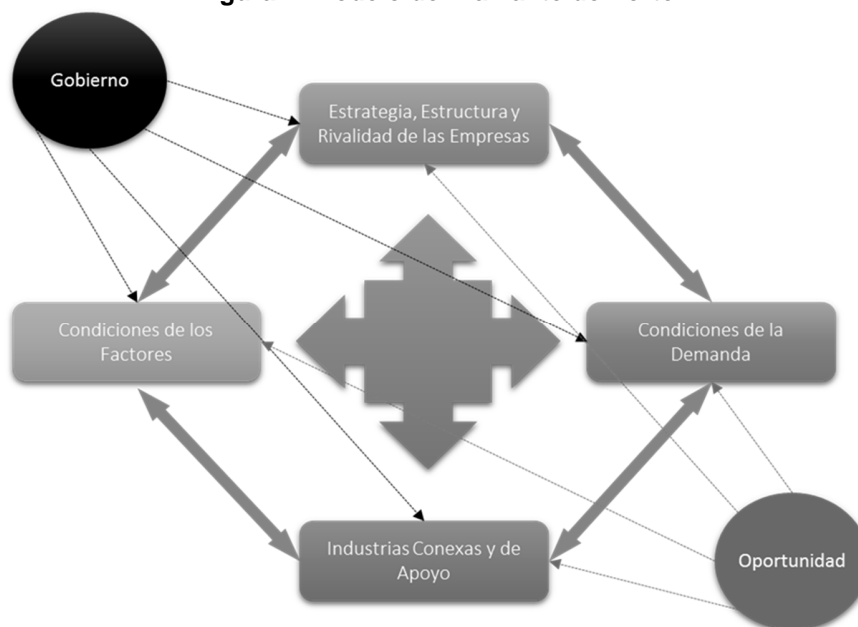 Gobierno
Estrategia, Estructura y
Rivalidad de las Empresas
Condiciones de los
Factores
Condiciones de la
Demanda
Industrias Conexas y de
Apoyo
Oportunidad